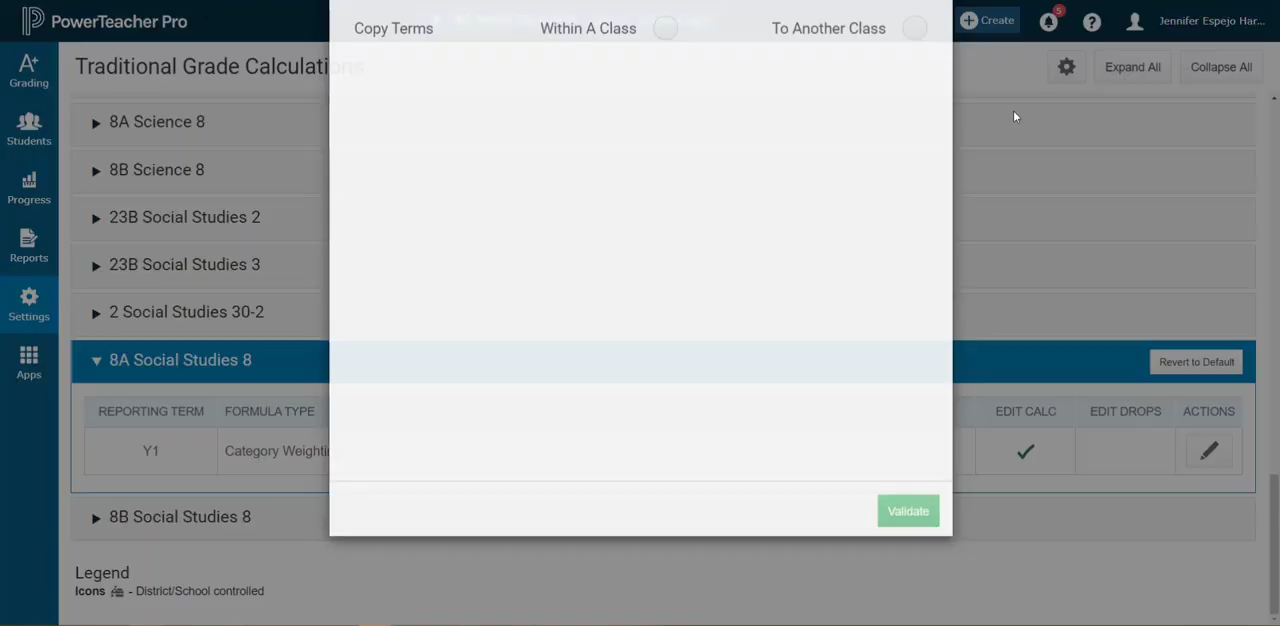 PowerTeacher Pro
Copy Terms Within A Class To Another Class
Create
5
Jennifer Espejo Har...
Grading
Students
Progress
Reports
Settings
Apps
Traditional Grade Calculations
Expand All
Collapse All
8A Science 8
8B Science 8
23B Social Studies 2
23B Social Studies 3
2 Social Studies 30-2
8A Social Studies 8
Revert to Default
REPORTING TERM FORMULA TYPE EDIT CALC EDIT DROPS ACTIONS
Y1 Category Weighti
Validate
8B Social Studies 8
Legend
Icons - District/School controlled